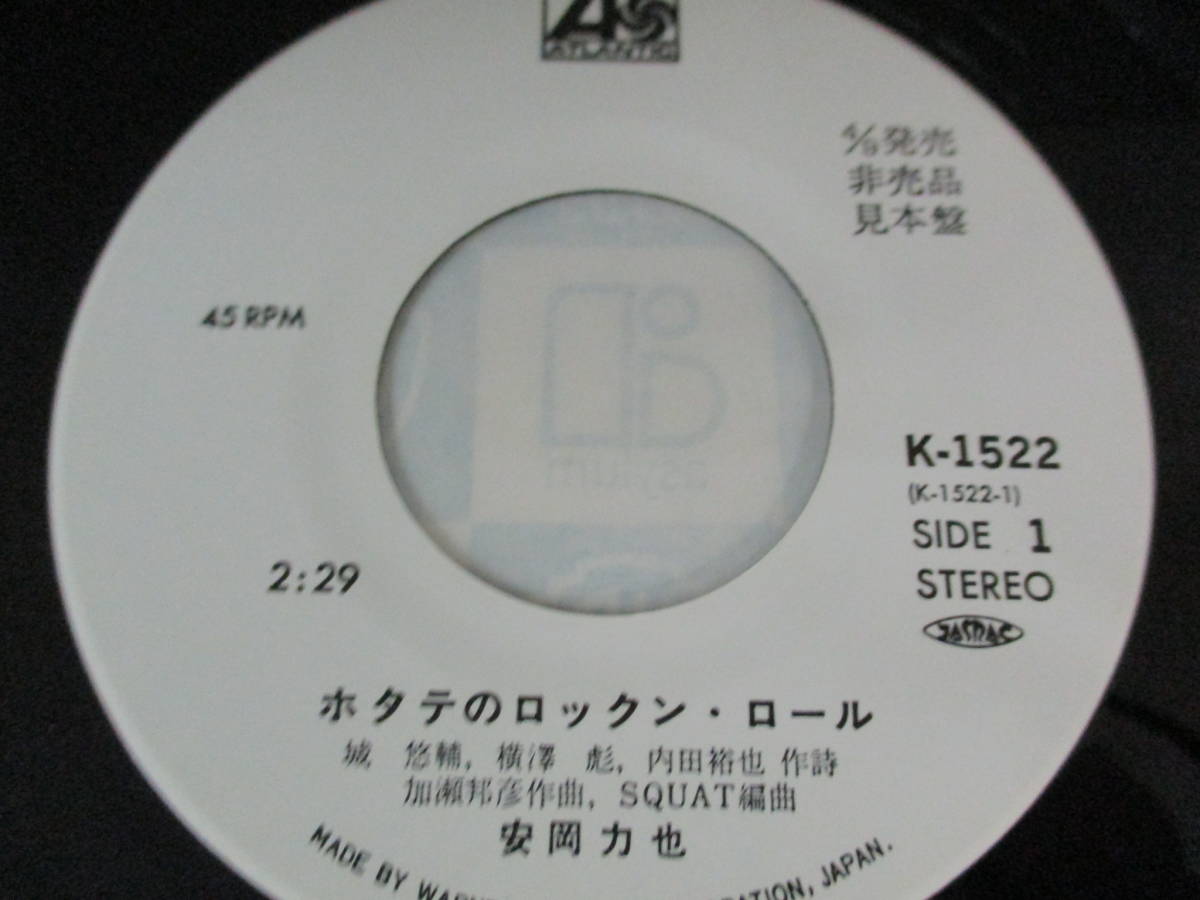 ATLANTIC
4/9発売
非売品
見本盤
45 RPM
K-1522
(K-1522-1)
SIDE 1
STEREO
JASRAC
2:29
asylum
ホタテのロックン・ロール
城 悠輔, 横澤 彪, 内田裕也 作詩
加瀬邦彦作曲, SQUAT編曲
安岡力也
MADE BY JAPAN.